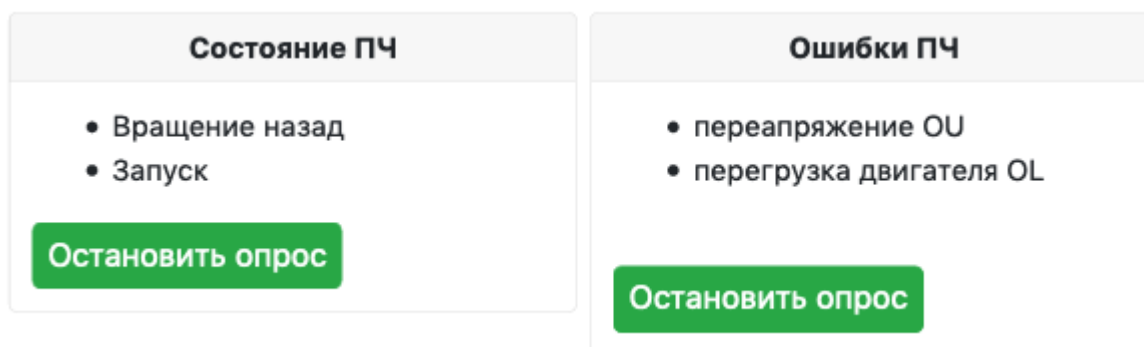 Состояние ПЧ
• Вращение назад
• Запуск
Остановить опрос
Ошибки ПЧ
• переапряжение OU
• перегрузка двигателя OL
Остановить опрос